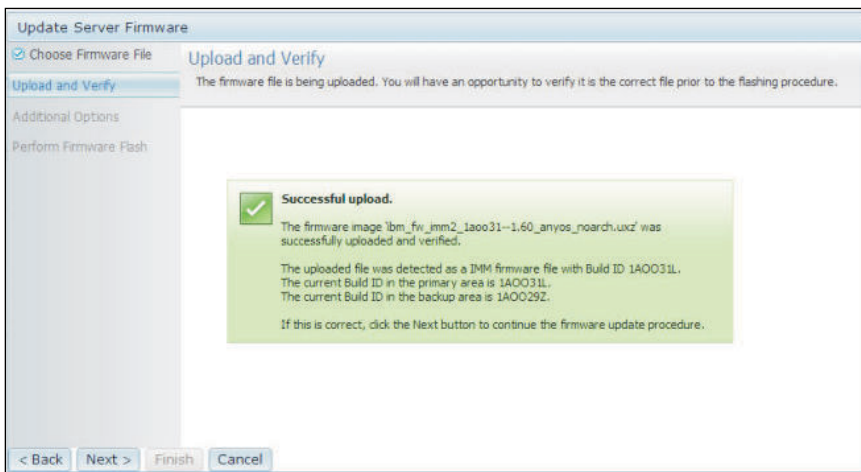 Update Server Firmware
Choose Firmware File
Upload and Verify
Additional Options
Perform Firmware Flash
Upload and Verify
The firmware file is being uploaded. You will have an opportunity to verify it is the correct file prior to the flashing procedure.
Successful upload.
The firmware image 'ibm_fw_imm2_1aoo31--1.60_anyos_noarch.uxz' was
successfully uploaded and verified.
The uploaded file was detected as a IMM firmware file with Build ID 1AOO31L.
The current Build ID in the primary area is 1AOO31L.
The current Build ID in the backup area is 1AOO29Z.
If this is correct, click the Next button to continue the firmware update procedure.
< Back
Next >
Finish
Cancel